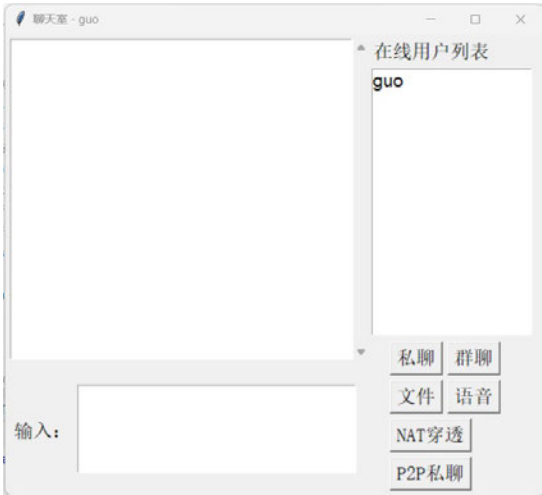 聊天室 - guo
在线用户列表
guo
私聊 群聊
文件 语音
输入：
NAT穿透
P2P私聊